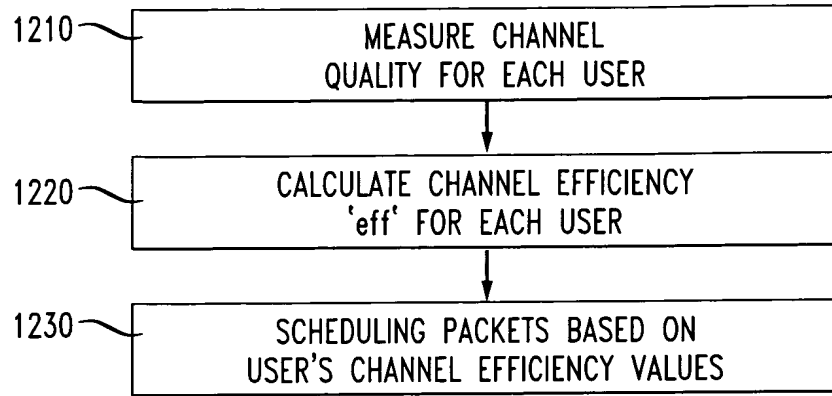 1210
MEASURE CHANNEL
QUALITY FOR EACH USER
1220
CALCULATE CHANNEL EFFICIENCY
'eff' FOR EACH USER
1230
SCHEDULING PACKETS BASED ON
USER'S CHANNEL EFFICIENCY VALUES